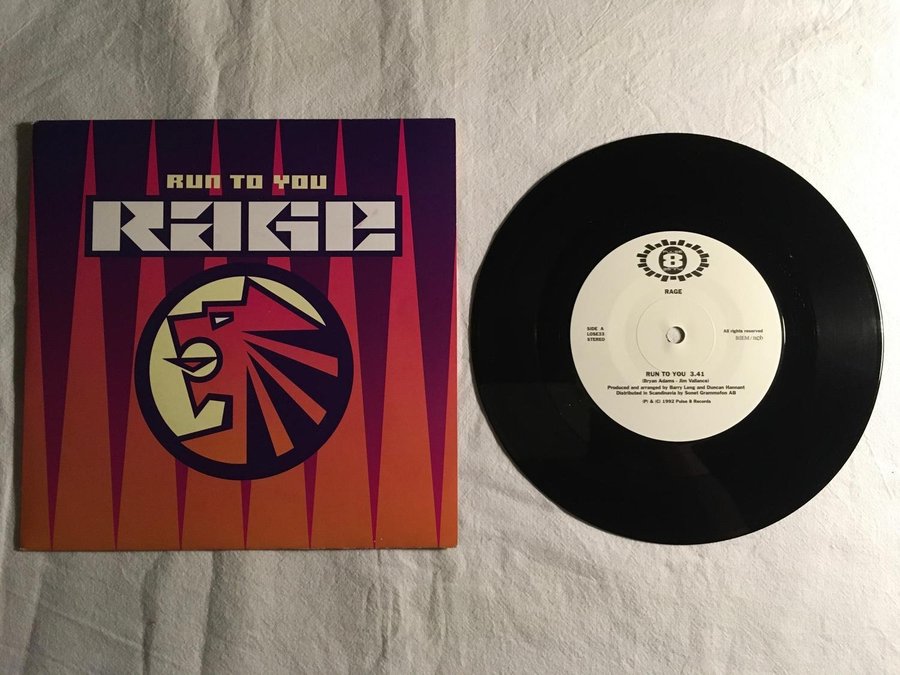 RUN TO YOU
RAGE
8
RAGE
SIDE A
LOSE33
STEREO
All rights reserved
BIEM/ncb
RUN TO YOU 3.41
(Bryan Adams - Jim Vallance)
Produced and arranged by Barry Leng and Duncan Hannant
Distributed in Scandinavia by Sonet Grammofon AB
(P) & (C) 1992 Pulse 8 Records